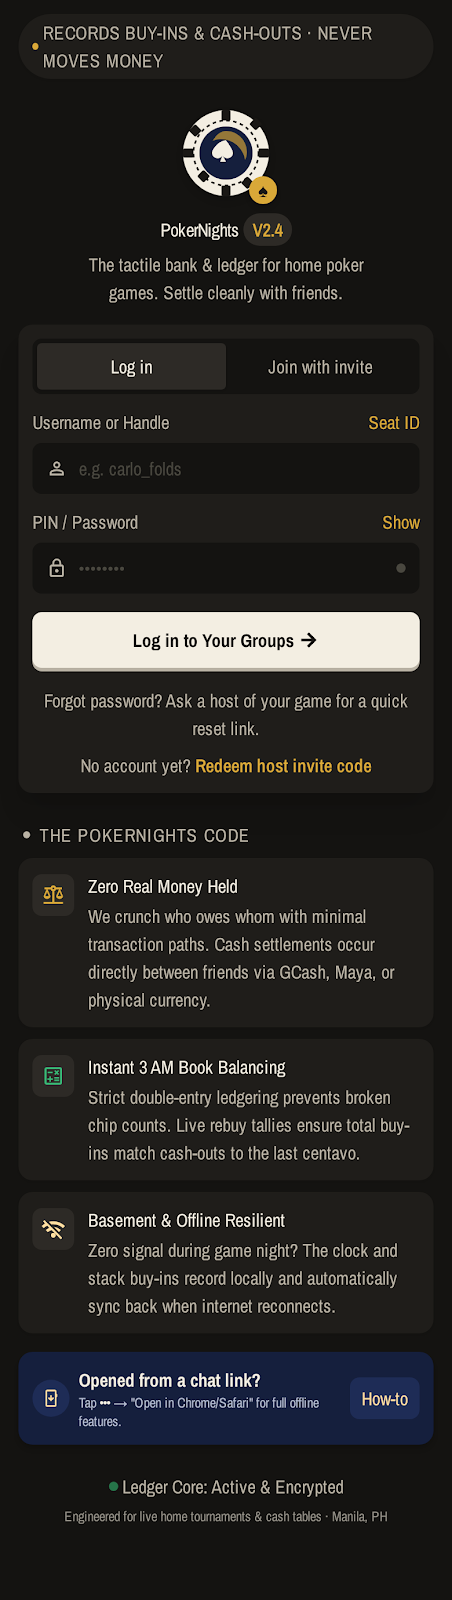 RECORDS BUY-INS & CASH-OUTS · NEVER
MOVES MONEY
PokerNights V2.4
The tactile bank & ledger for home poker
games. Settle cleanly with friends.
Log in
Join with invite
Username or Handle
Seat ID
e.g. carlo_folds
PIN / Password
Show
••••••••
Log in to Your Groups →
Forgot password? Ask a host of your game for a quick
reset link.
No account yet? Redeem host invite code
• THE POKERNIGHTS CODE
Zero Real Money Held
We crunch who owes whom with minimal
transaction paths. Cash settlements occur
directly between friends via GCash, Maya, or
physical currency.
Instant 3 AM Book Balancing
Strict double-entry ledgering prevents broken
chip counts. Live rebuy tallies ensure total buy-
ins match cash-outs to the last centavo.
Basement & Offline Resilient
Zero signal during game night? The clock and
stack buy-ins record locally and automatically
sync back when internet reconnects.
Opened from a chat link?
Tap ••• → "Open in Chrome/Safari" for full offline
features.
How-to
Ledger Core: Active & Encrypted
Engineered for live home tournaments & cash tables · Manila, PH